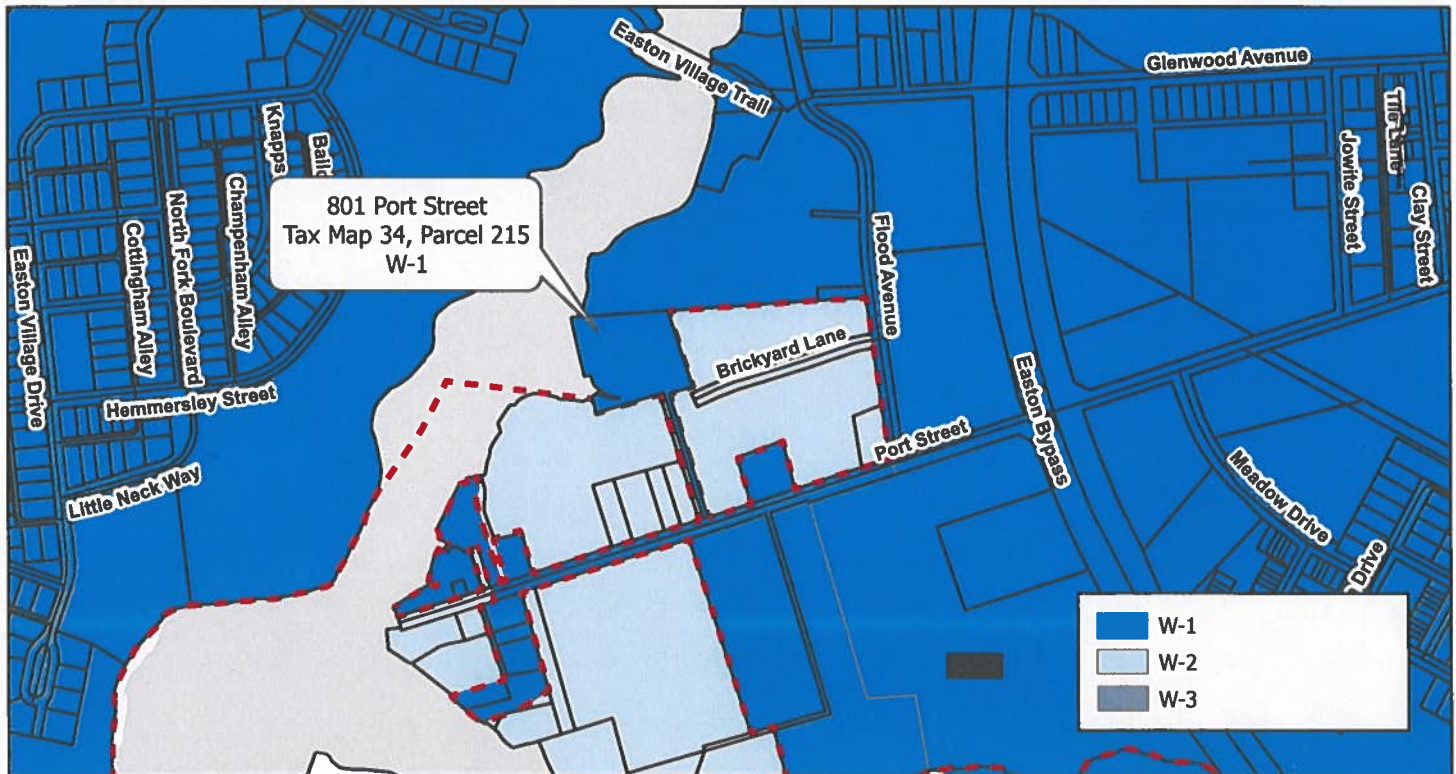 Easton Village Trail
Glenwood Avenue
Knapps
Jowite Street
Clay Street
801 Port Street
Tax Map 34, Parcel 215
W-1
North Fork Boulevard
Champenham Alley
Cottingham Alley
Easton Village Drive
Flood Avenue
Brickyard Lane
Easton Bypass
Hemmersley Street
Port Street
Little Neck Way
Meadow Drive
Drive
W-1
W-2
W-3